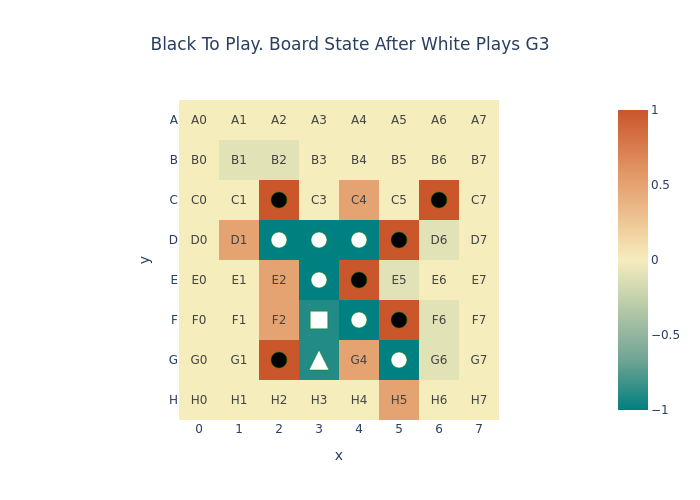 Black To Play. Board State After White Plays G3
A A0 A1 A2 A3 A4 A5 A6 A7
B B0 B1 B2 B3 B4 B5 B6 B7
C C0 C1 C3 C4 C5 C7
D D0 D1 D6 D7
E E0 E1 E2 E5 E6 E7
F F0 F1 F2 F6 F7
G G0 G1 G4 G6 G7
H H0 H1 H2 H3 H4 H5 H6 H7
0 1 2 3 4 5 6 7
x
y
1
0.5
0
−0.5
−1